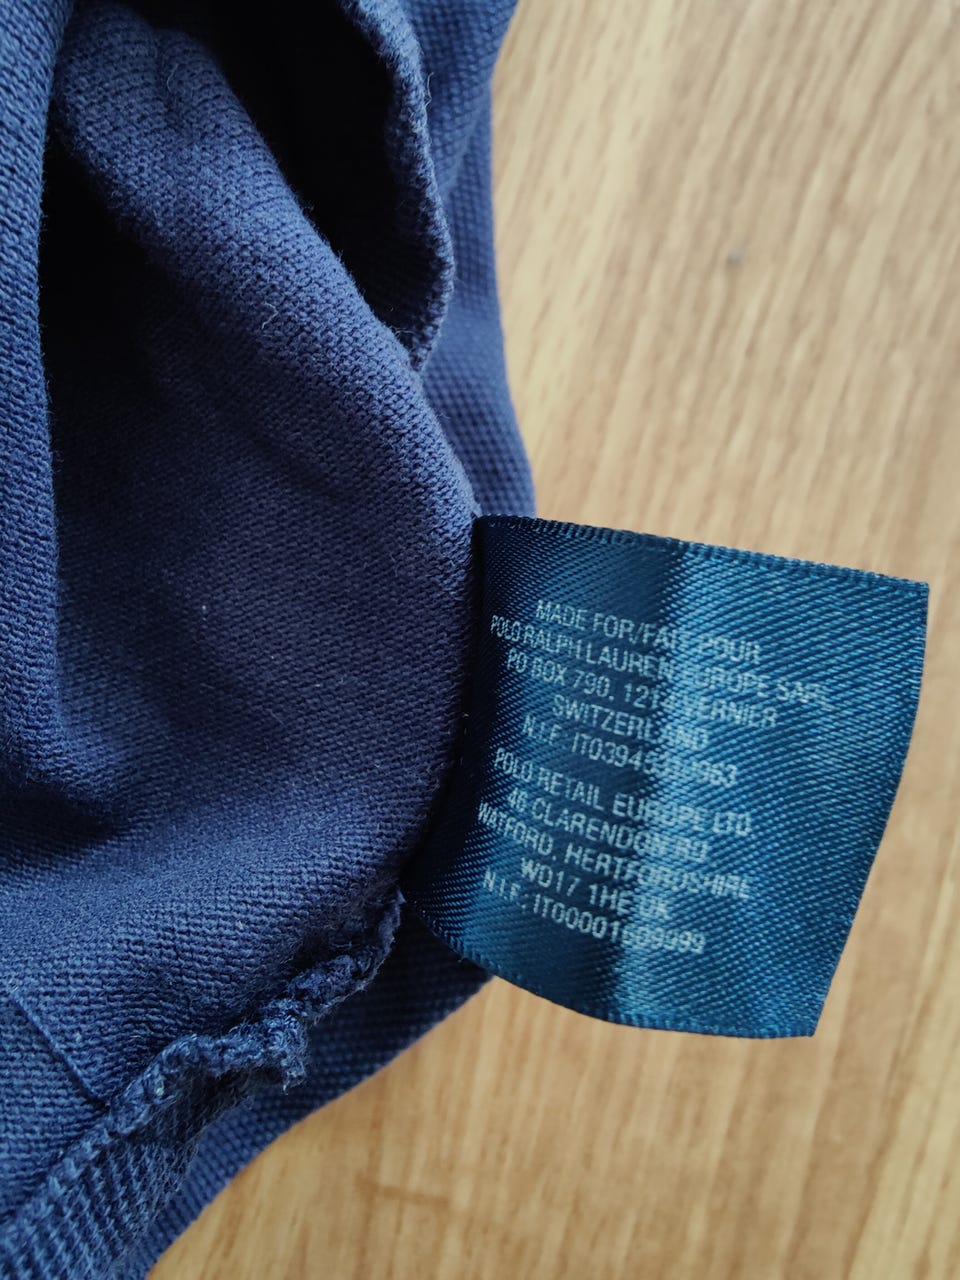 MADE FOR/FAIT POUR
POLO RALPH LAUREN EUROPE SARL
PO BOX 790, VERNIER
SWITZERLAND
N.I.F.
POLO RETAIL EUROPE LTD
46 CLARENDON RD
WATFORD, HERTFORDSHIRE
WD17 1HE UK
N.I.F.: